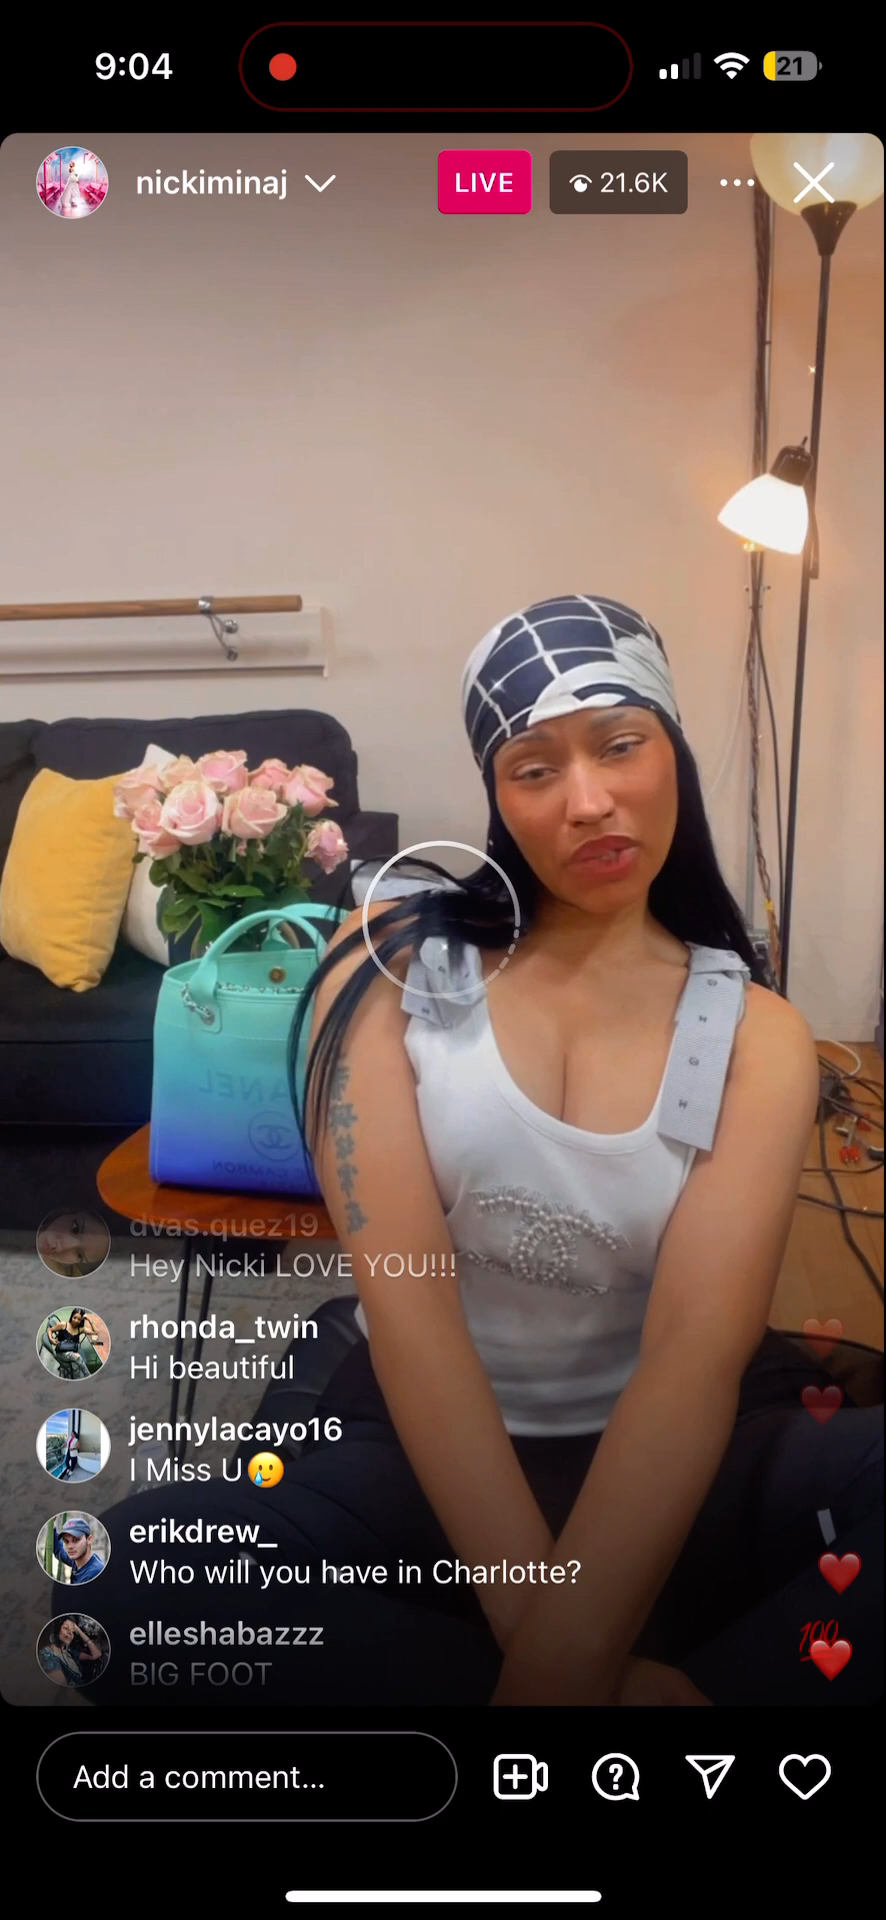 9:04
21
nickiminaj
LIVE
21.6K
dvas.quez19
Hey Nicki LOVE YOU!!!
rhonda_twin
Hi beautiful
jennylacayo16
I Miss U🥲
erikdrew_
Who will you have in Charlotte?
elleshabazzz
BIG FOOT
💯
Add a comment...